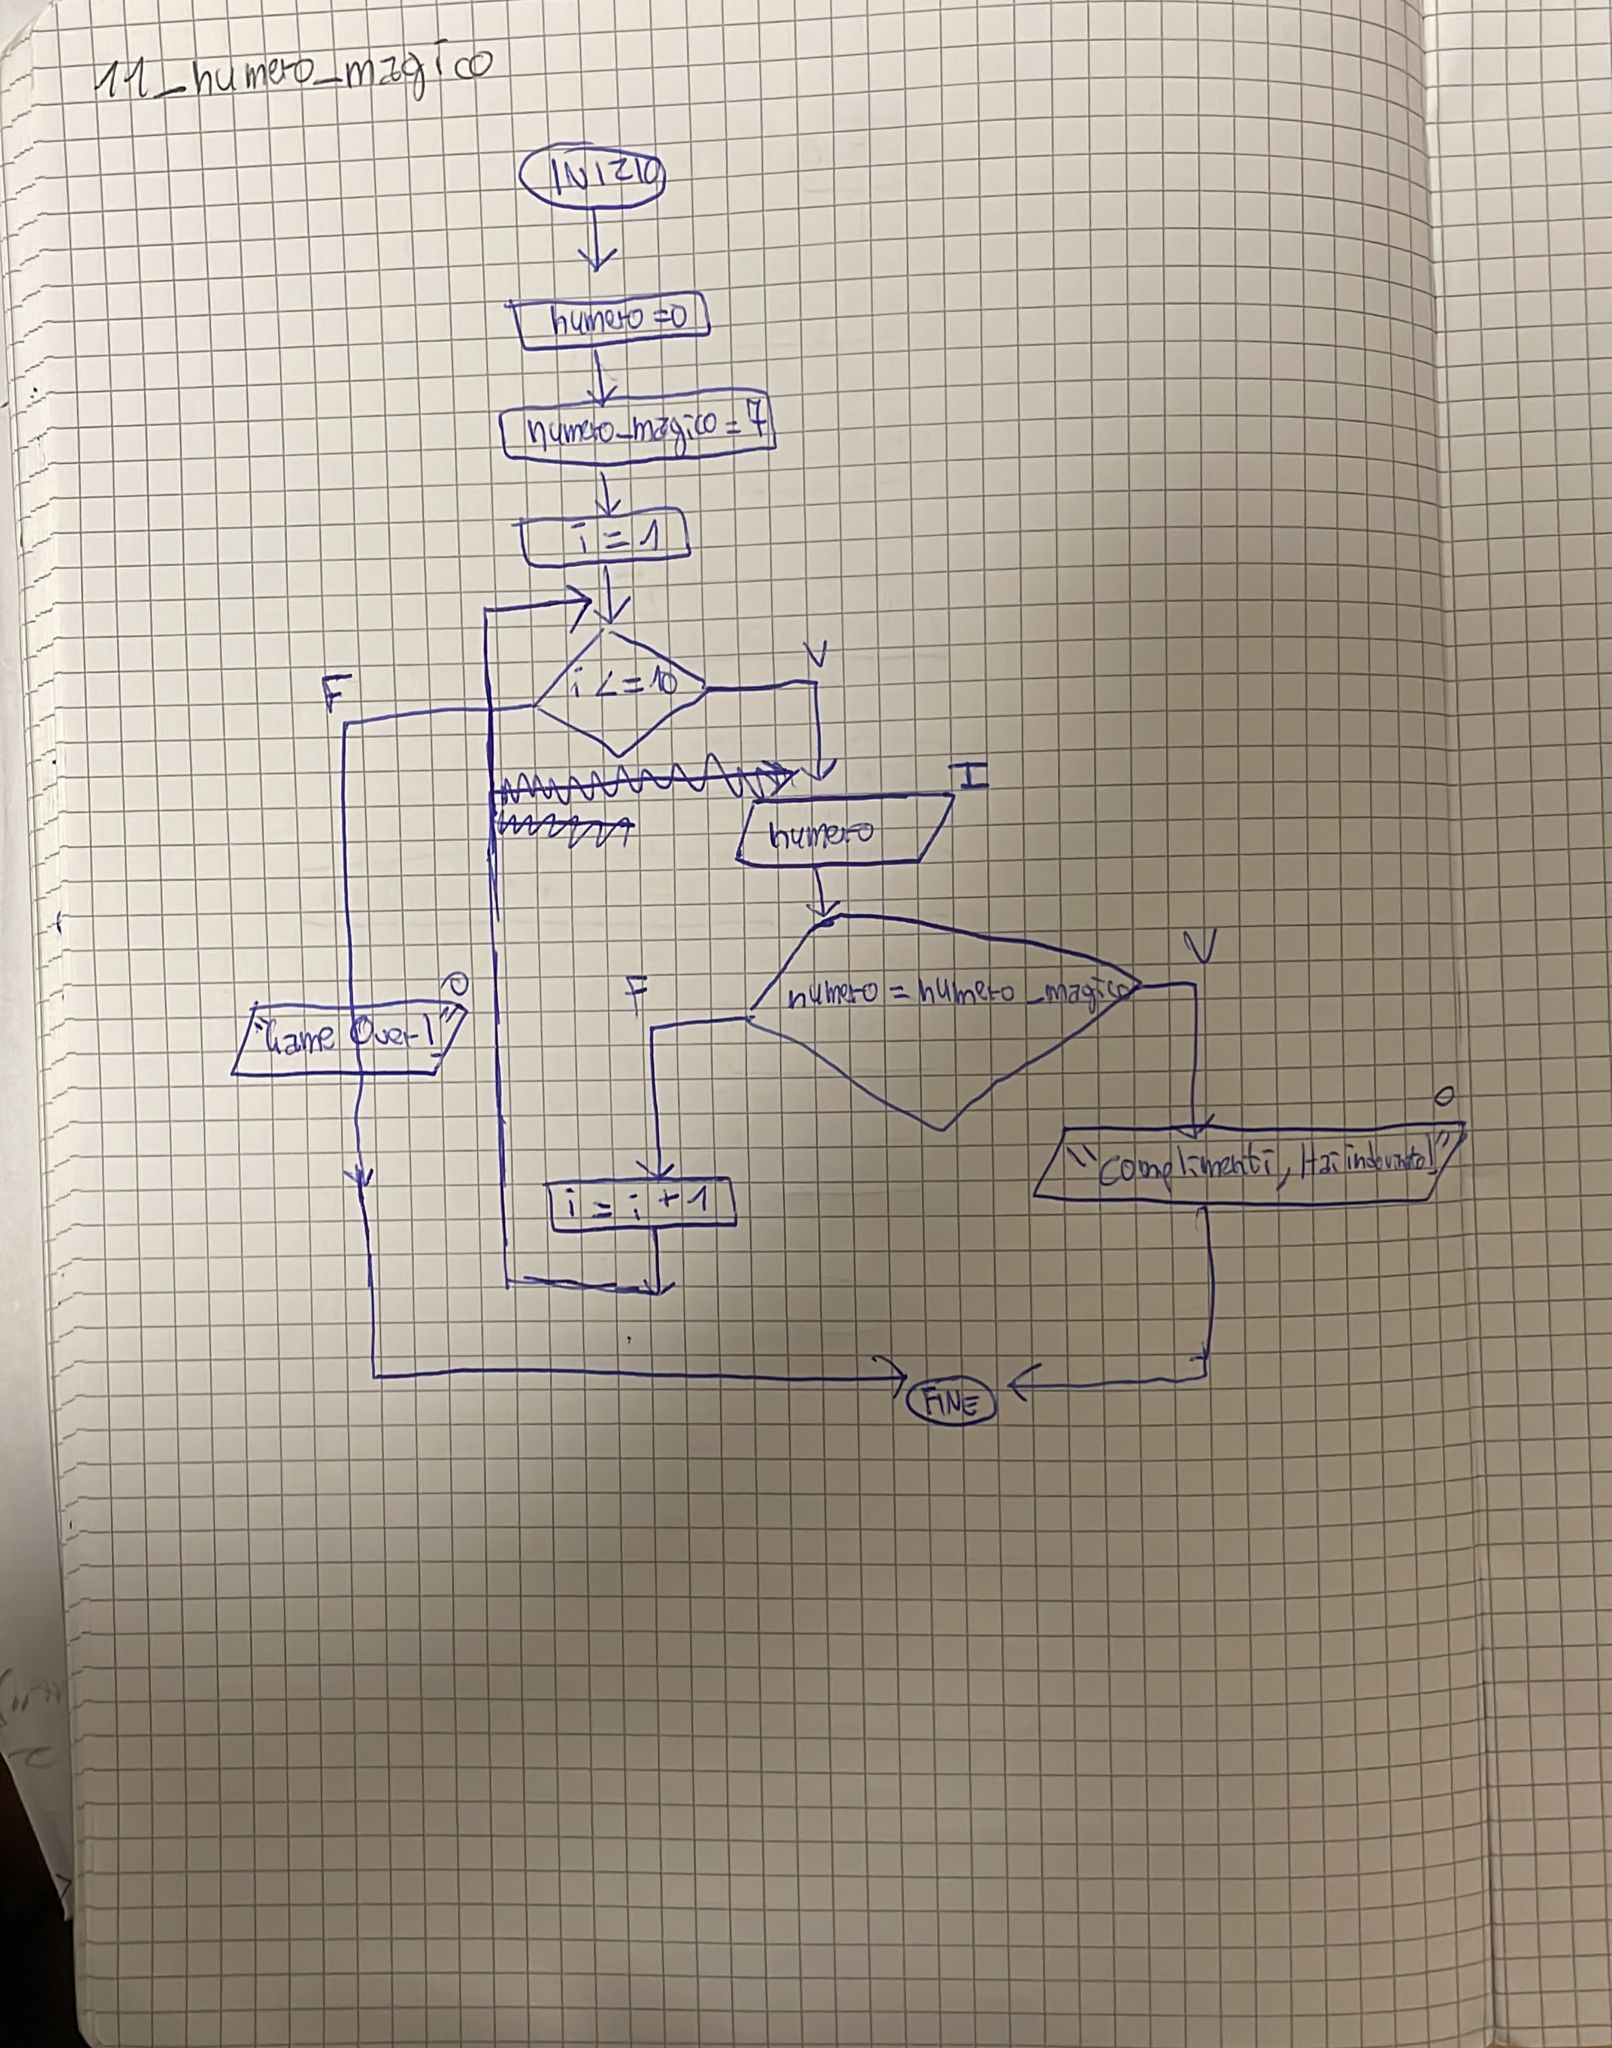 11_numero_magico
INIZIO
numero = 0
numero_magico = 7
i = 1
i <= 10
V
F
I
numero
numero = numero_magico
V
F
O
"Game Over!"
O
"Complimenti, Hai indovinato!"
i = i + 1
FINE